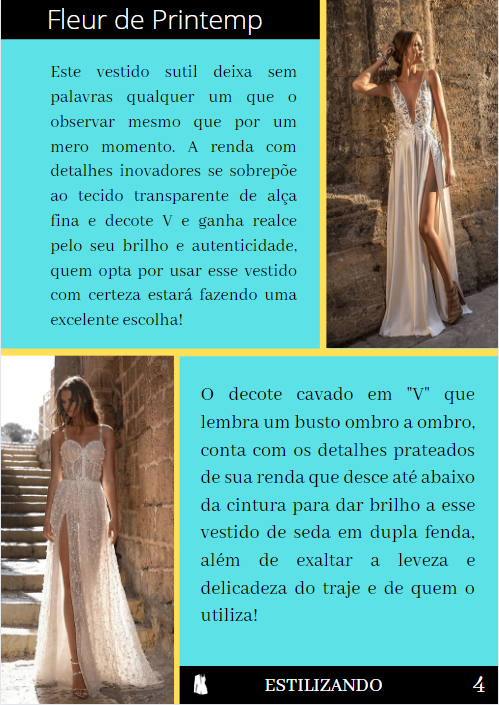 Fleur de Printemp
Este vestido sutil deixa sem
palavras qualquer um que o
observar mesmo que por um
mero momento. A renda com
detalhes inovadores se sobrepõe
ao tecido transparente de alça
fina e decote V e ganha realce
pelo seu brilho e autenticidade,
quem opta por usar esse vestido
com certeza estará fazendo uma
excelente escolha!
O decote cavado em "V" que
lembra um busto ombro a ombro,
conta com os detalhes prateados
de sua renda que desce até abaixo
da cintura para dar brilho a esse
vestido de seda em dupla fenda,
além de exaltar a leveza e
delicadeza do traje e de quem o
utiliza!
ESTILIZANDO
4